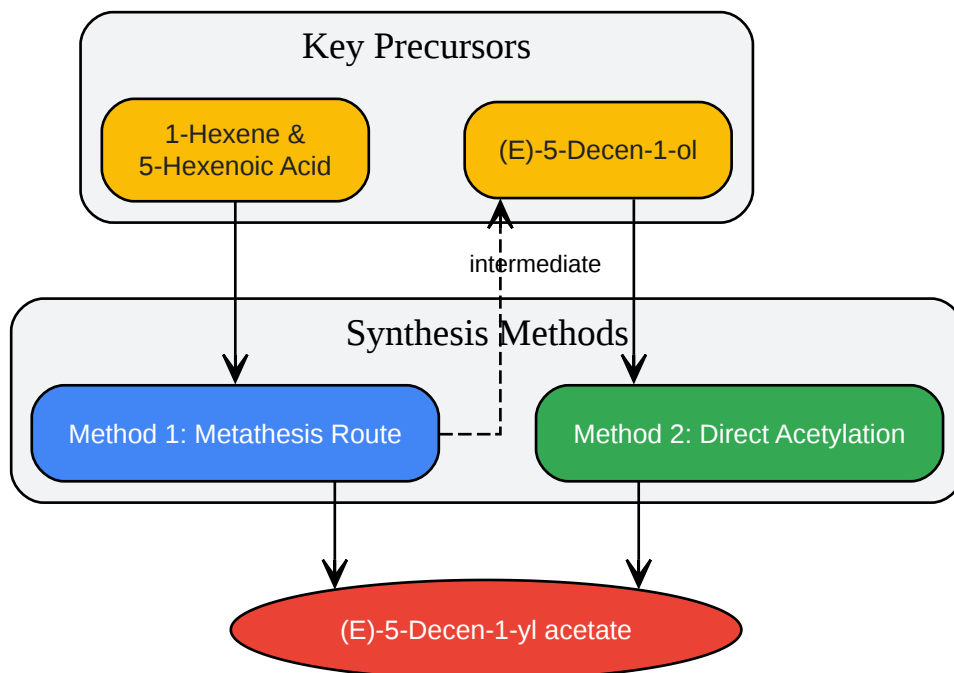 Key Precursors
1-Hexene &
5-Hexenoic Acid
(E)-5-Decen-1-ol
intermediate
Synthesis Methods
Method 1: Metathesis Route
Method 2: Direct Acetylation
(E)-5-Decen-1-yl acetate